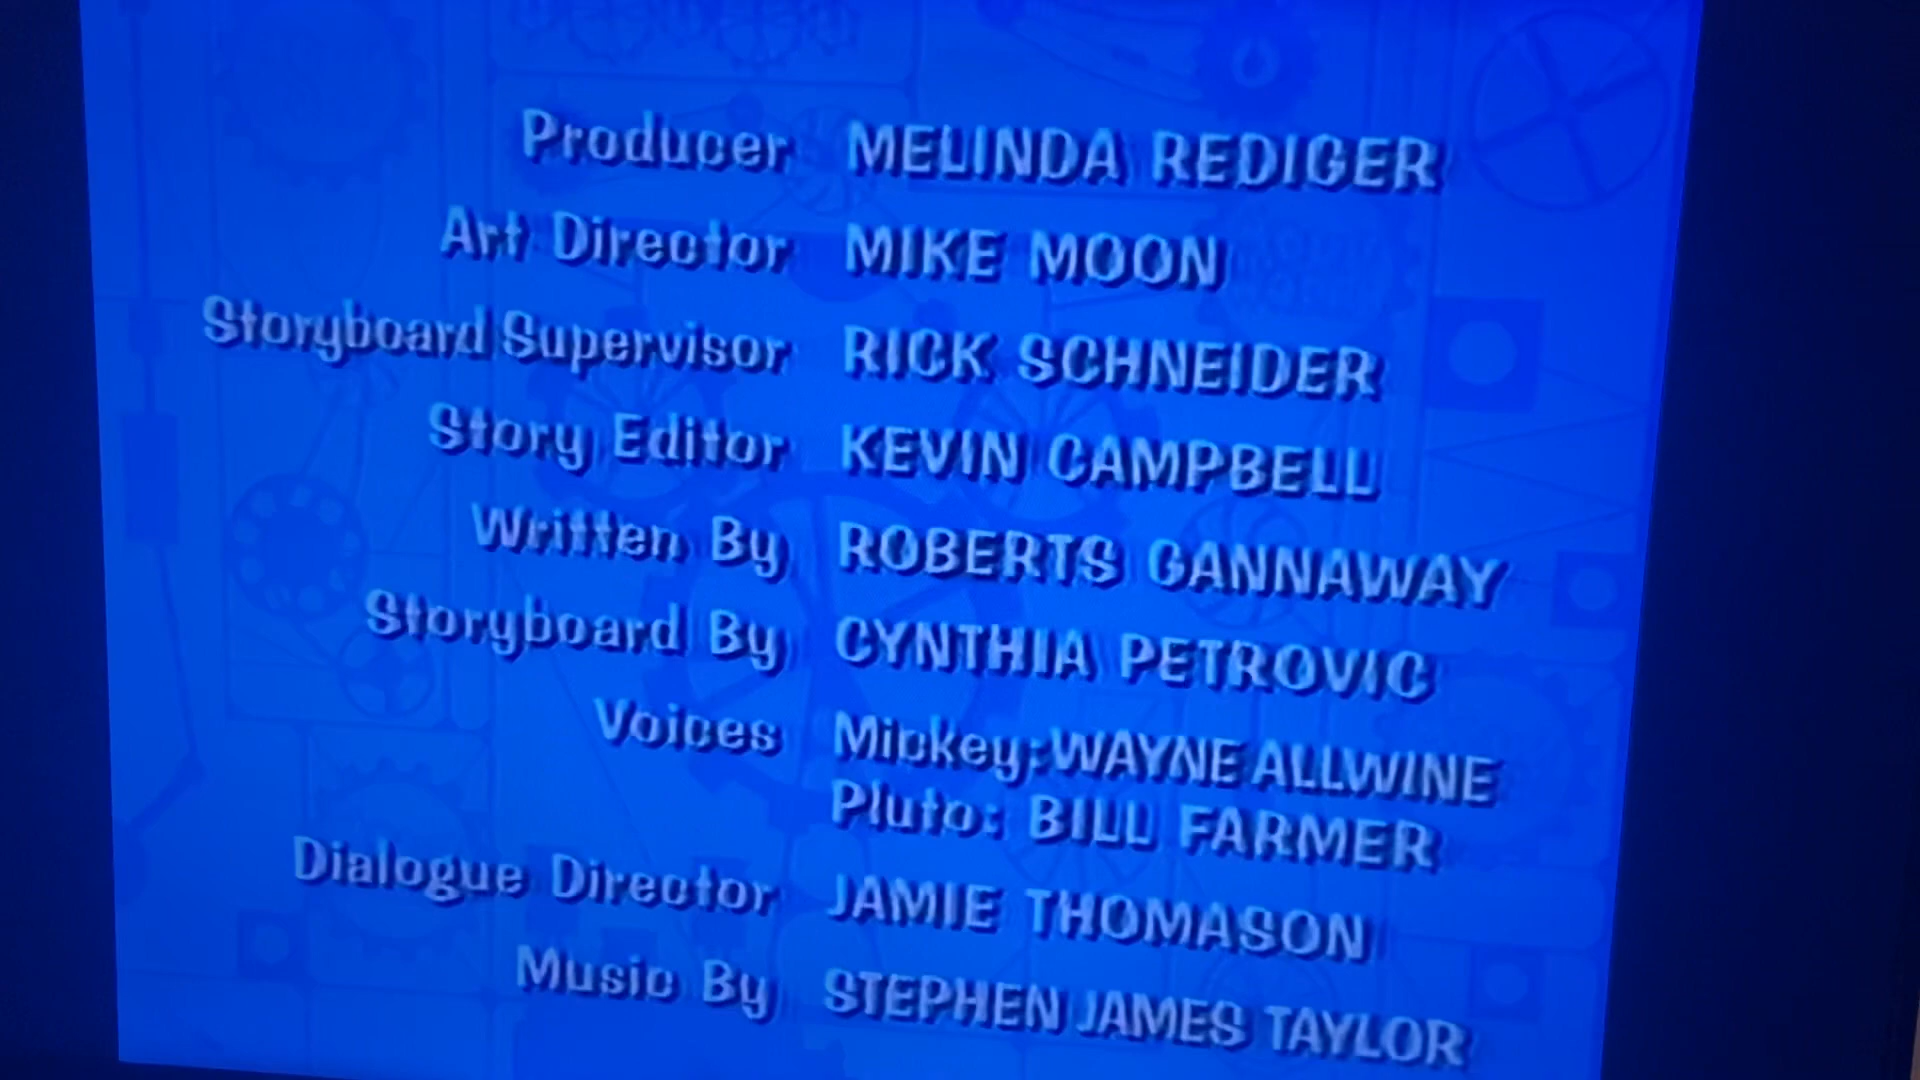 Producer MELINDA REDIGER
Art Director MIKE MOON
Storyboard Supervisor RICK SCHNEIDER
Story Editor KEVIN CAMPBELL
Written By ROBERTS GANNAWAY
Storyboard By CYNTHIA PETROVIC
Voices Mickey: WAYNE ALLWINE
Pluto: BILL FARMER
Dialogue Director JAMIE THOMASON
Music By STEPHEN JAMES TAYLOR